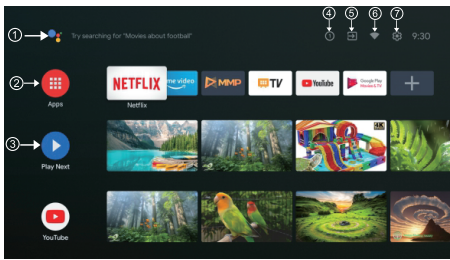 ① Try searching for "Movies about football" ④ ⑤ ⑥ ⑦ 9:30
② Apps
NETFLIX prime video MMP TV YouTube Google Play Movies & TV
Netflix
③ Play Next
4K
YouTube